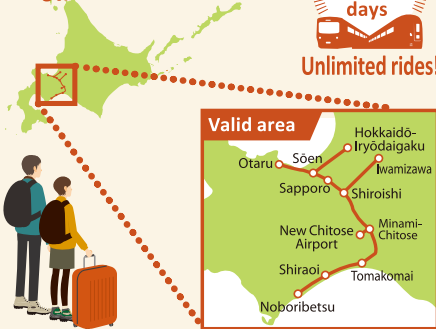 days
Unlimited rides!
Valid area
Hokkaidō-
Iryōdaigaku
Otaru
Sōen
Iwamizawa
Sapporo
Shiroishi
New Chitose
Airport
Minami-
Chitose
Shiraoi
Tomakomai
Noboribetsu